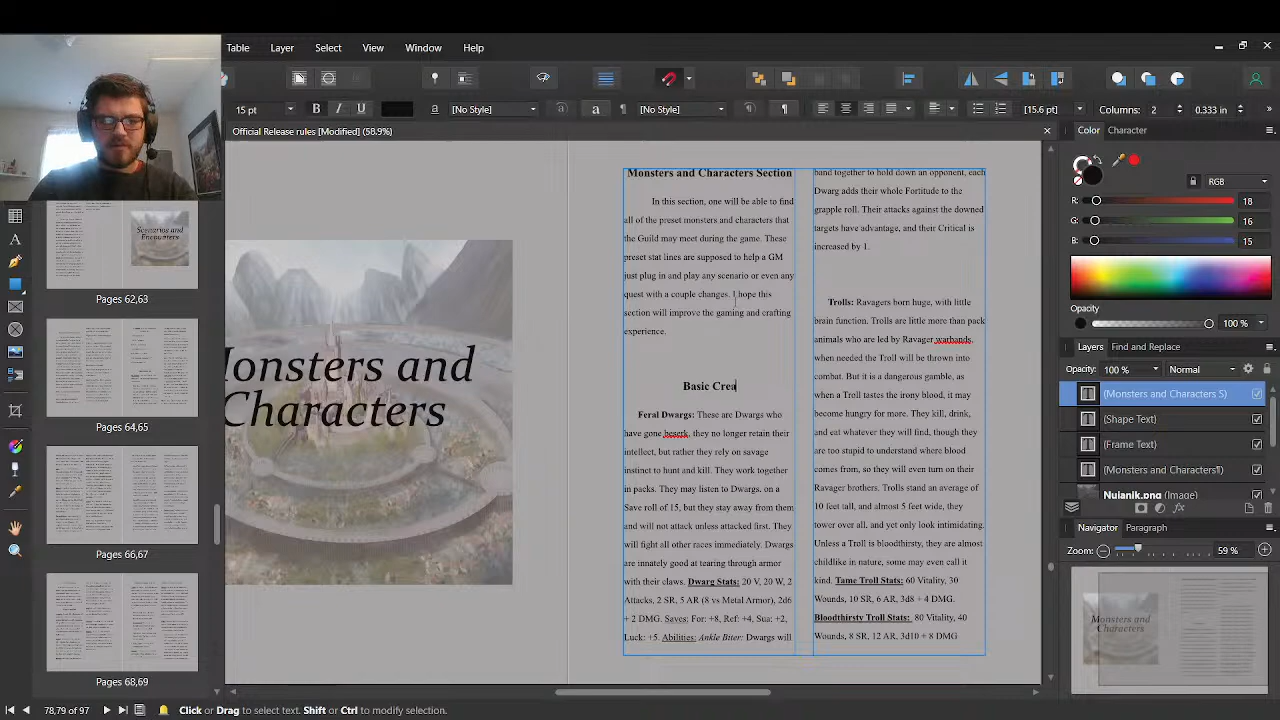 Table Layer Select View Window Help
15 pt B I U a [No Style] a a ¶ [No Style] ¶ ¶ [15.6 pt] Columns: 2 0.333 in
Official Release rules [Modified] (58.9%)
Color Character
R: 18
G: 16
B: 15
Opacity
100 %
Layers Effects Find and Replace
Opacity: 100 % Normal
(Monsters and Characters 5)
(Shape Text)
(Frame Text)
(Monsters and Characters
Nulaik.png (Image)
Navigator Paragraph
Zoom: 59 %
Monsters and
Characters
Scenarios and
Encounters
Pages 62,63
Pages 64,65
Pages 66,67
Pages 68,69
Monsters and
Characters
Monsters and Characters Section
In this section, one will be able to find
all of the preset monsters and characters that
the Guild may meet during the game. These
preset stat lines are supposed to help a GM
just plug in and play any scenario or even any
quest with a couple changes. I hope this
section will improve the gaming and crafting
experience.
Basic Crea
Feral Dwargs: These are Dwargs who
have gone beserk, they no longer retain their
intellect, but rather they rely on savage
instinct to hunt and kill. They work together
in packs. They may listen to Dwargs on a
Save roll of 15, but they stay away from them
and will not attack unless attacked first. They
will fight all other races immediately. Dwargs
are innately good at tearing through armor
with their claws. Dwarg Stats: 20 V, 20 W, 2
Attacks, 2 SR, 5 AR (8 vs Metal Armor), 2d6
+ 2 DMG. Saves: For: +8, Ref: +4, Sua: +2,
Luck: +5. Abilities: Ankle Biter: Dwargs can
band together to hold down an opponent, each
Dwarg adds their whole Fortitude to the
grapple roll. Their attacks against the downed
targets have advantage, and their Critical is
increased by 1.
Trolls: Ravagers born huge, with little
brain function. Trolls are little more than pack
animals who are led by Ravager warbands,
when needed the Troll will be thrown into
combat. But it is a dangerous gamble, as
when a Troll tastes the irony blood, it may
become hungry for more. They kill, drink,
and eat whatever they will find, though they
are too stupid to understand where blood
comes from, so they will even turn on their
Ravager brothers. Trolls stand an average of
10 feet tall, and almost 5 feet wide, they
tower over all, and yet only look intimidating.
Unless a Troll is bloodthirsty, they are almost
childlike in nature, some may even call it
kind. Troll Stats: 60 Vitality, 30
Wounds, SR, AR, 3d8 + 4 DMG
Bloodthirsty Troll Stats: 80 Vitality, 40
Wounds, 8 SR, 12 AR, 3d10 + 8 DMG
78,79 of 97 Click or Drag to select text. Shift or Ctrl to modify selection.